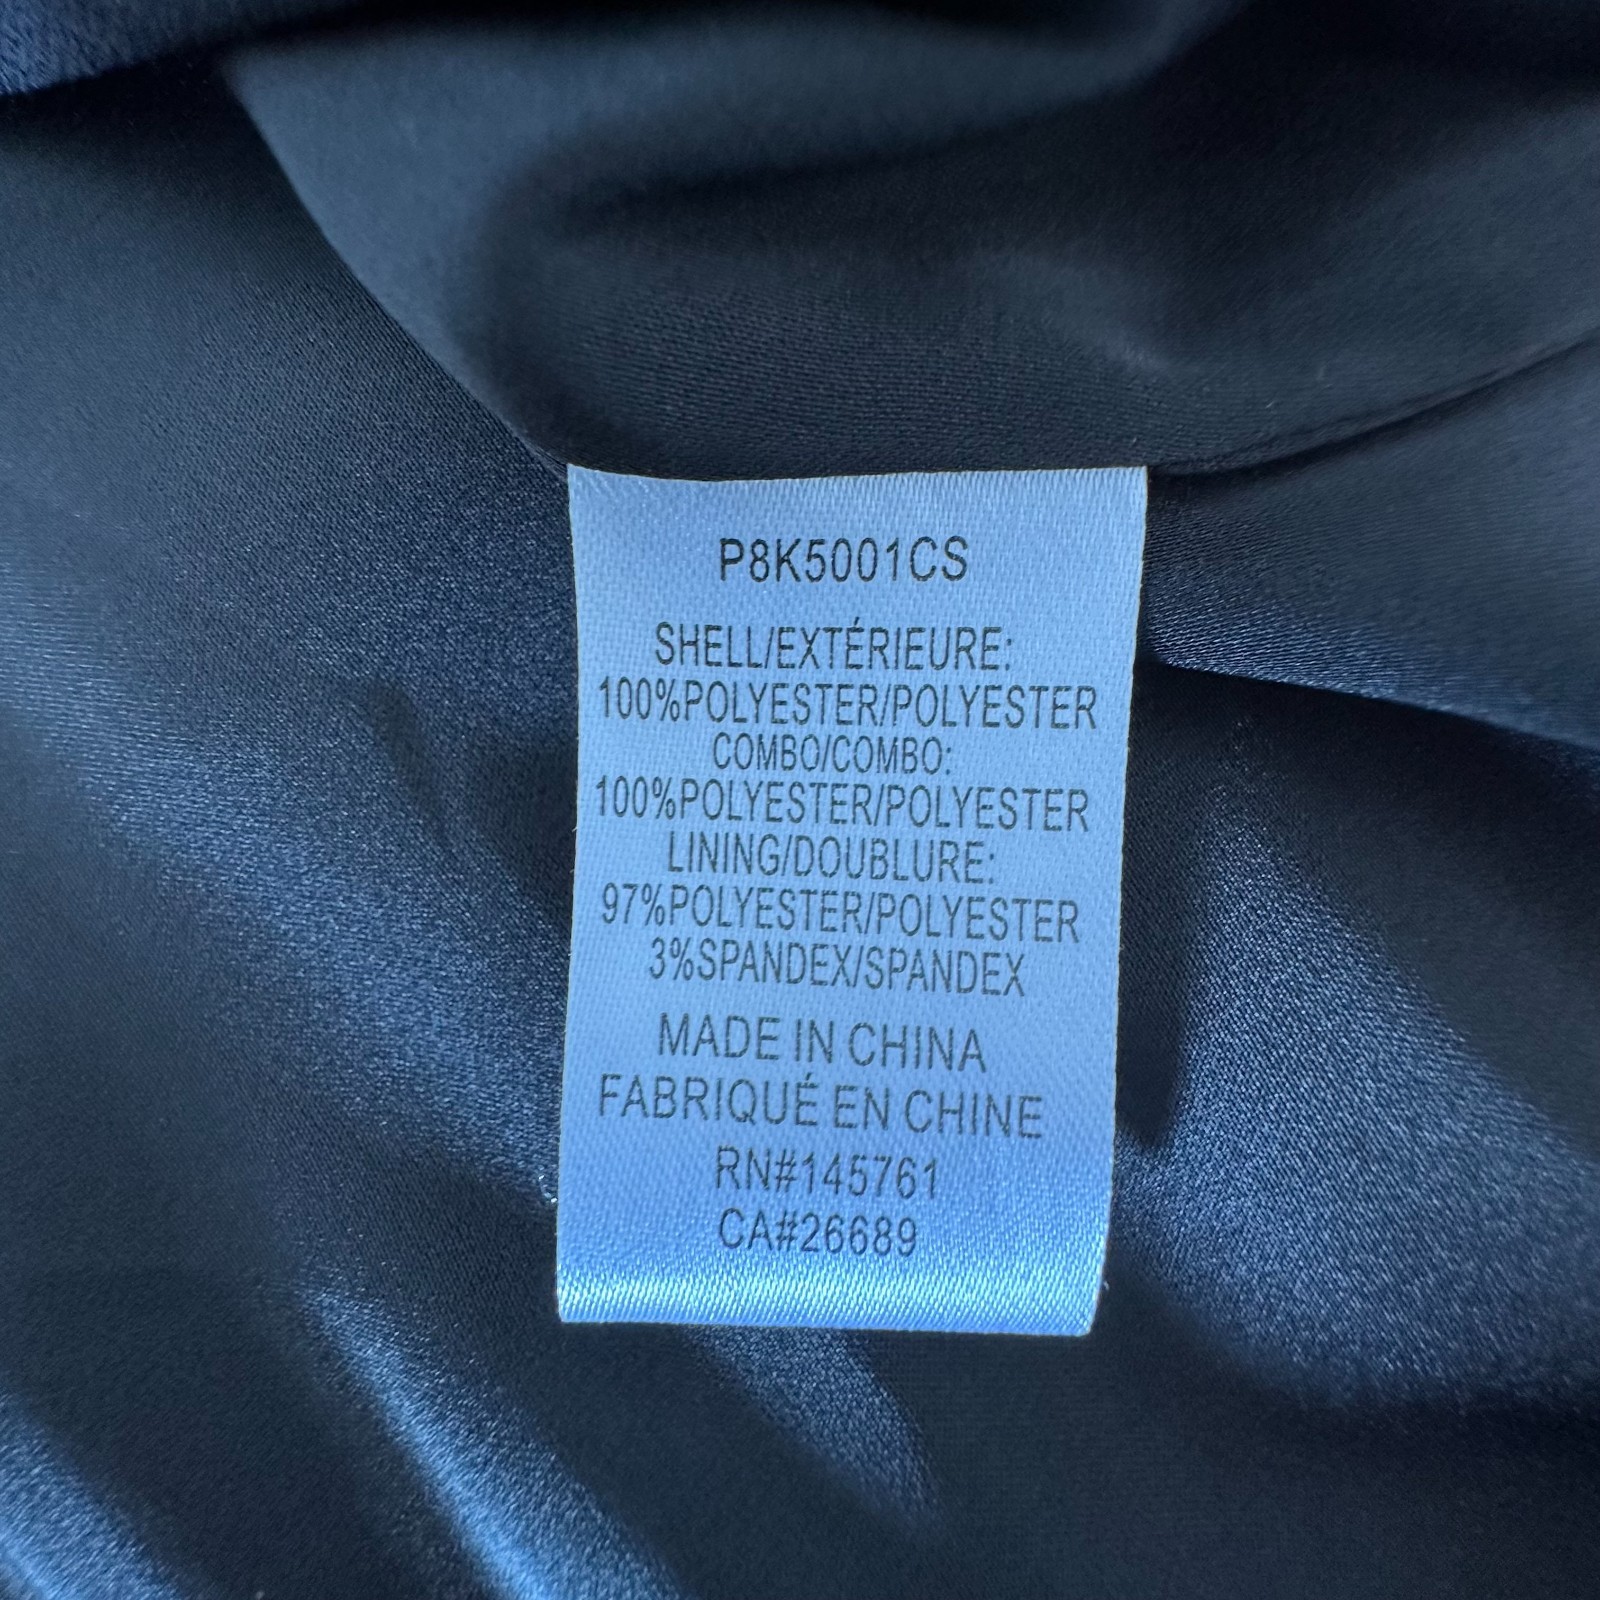 P8K5001CS
SHELL/EXTÉRIEURE:
100%POLYESTER/POLYESTER
COMBO/COMBO:
100%POLYESTER/POLYESTER
LINING/DOUBLURE:
97%POLYESTER/POLYESTER
3%SPANDEX/SPANDEX
MADE IN CHINA
FABRIQUÉ EN CHINE
RN#145761
CA#26689